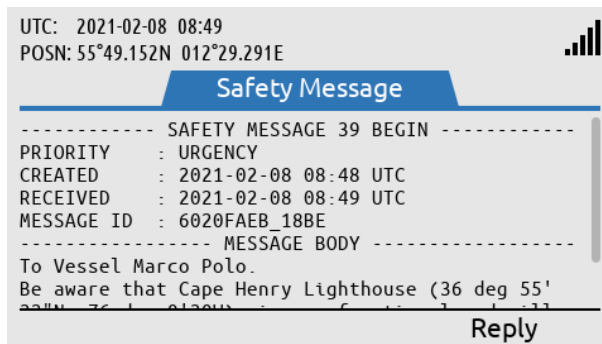 UTC: 2021-02-08 08:49
POSN: 55°49.152N 012°29.291E
Safety Message
------------ SAFETY MESSAGE 39 BEGIN ------------
PRIORITY : URGENCY
CREATED : 2021-02-08 08:48 UTC
RECEIVED : 2021-02-08 08:49 UTC
MESSAGE ID : 6020FAEB_18BE
----------------- MESSAGE BODY -----------------
To Vessel Marco Polo.
Be aware that Cape Henry Lighthouse (36 deg 55'
Reply